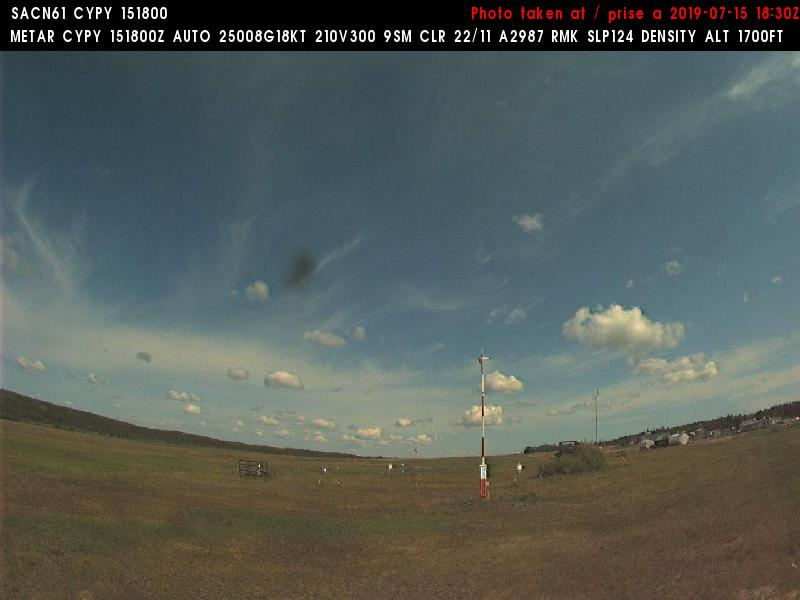 SACN61 CYPY 151800 Photo taken at / prise a 2019-07-15 18:30Z
METAR CYPY 151800Z AUTO 25008G18KT 210V300 9SM CLR 22/11 A2987 RMK SLP124 DENSITY ALT 1700FT